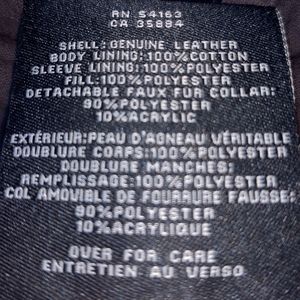 RN 54163
CA 35884
SHELL:GENUINE LEATHER
BODY LINING:100%COTTON
SLEEVE LINING:100%POLYESTER
FILL:100%POLYESTER
DETACHABLE FAUX FUR COLLAR:
90%POLYESTER
10%ACRYLIC
EXTÉRIEUR:PEAU D'AGNEAU VÉRITABLE
DOUBLURE CORPS:100%POLYESTER
DOUBLURE MANCHES:
REMPLISSAGE:100%POLYESTER
COL AMOVIBLE DE FOURRURE FAUSSE:
90%POLYESTER
10%ACRYLIQUE
OVER FOR CARE
ENTRETIEN AU VERSO